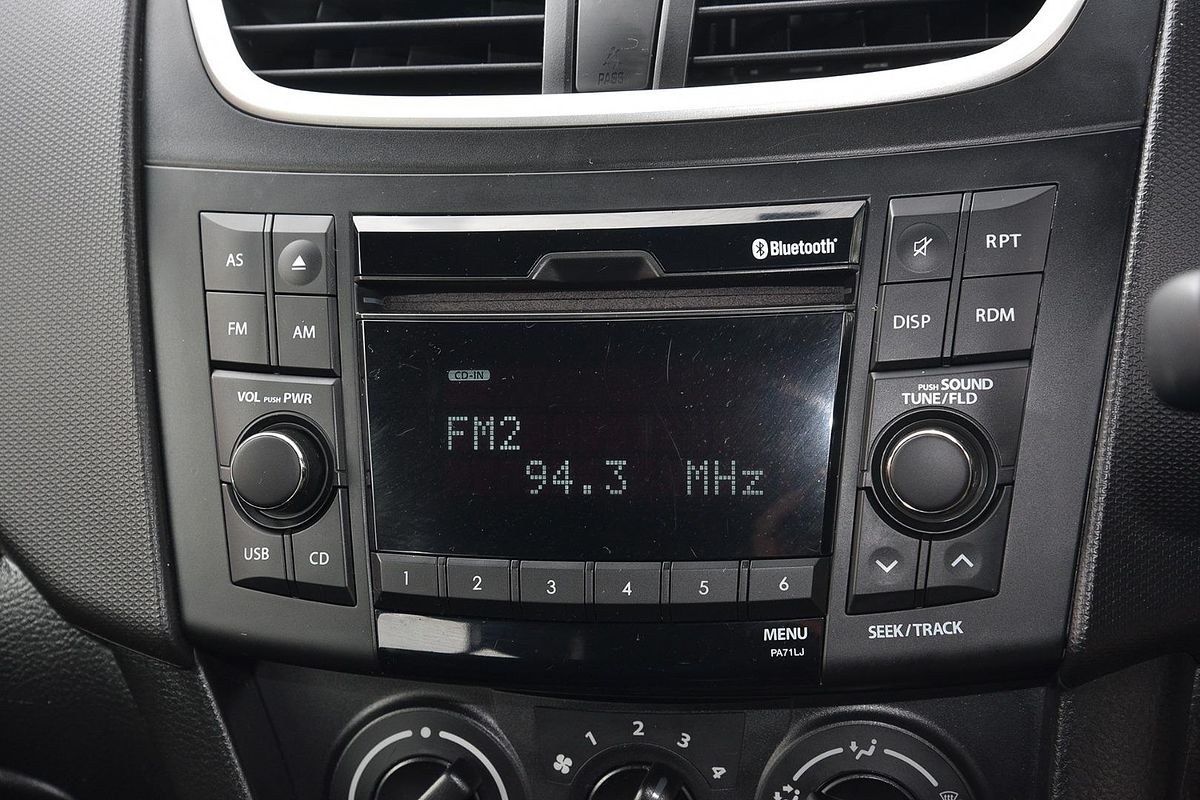 PASS
Bluetooth®
AS
FM
AM
RPT
DISP
RDM
VOL PUSH PWR
PUSH SOUND
TUNE/FLD
CD-IN
FM2
94.3 MHz
USB
CD
1 2 3 4 5 6
MENU
PA71LJ
SEEK/TRACK
1 2 3 4